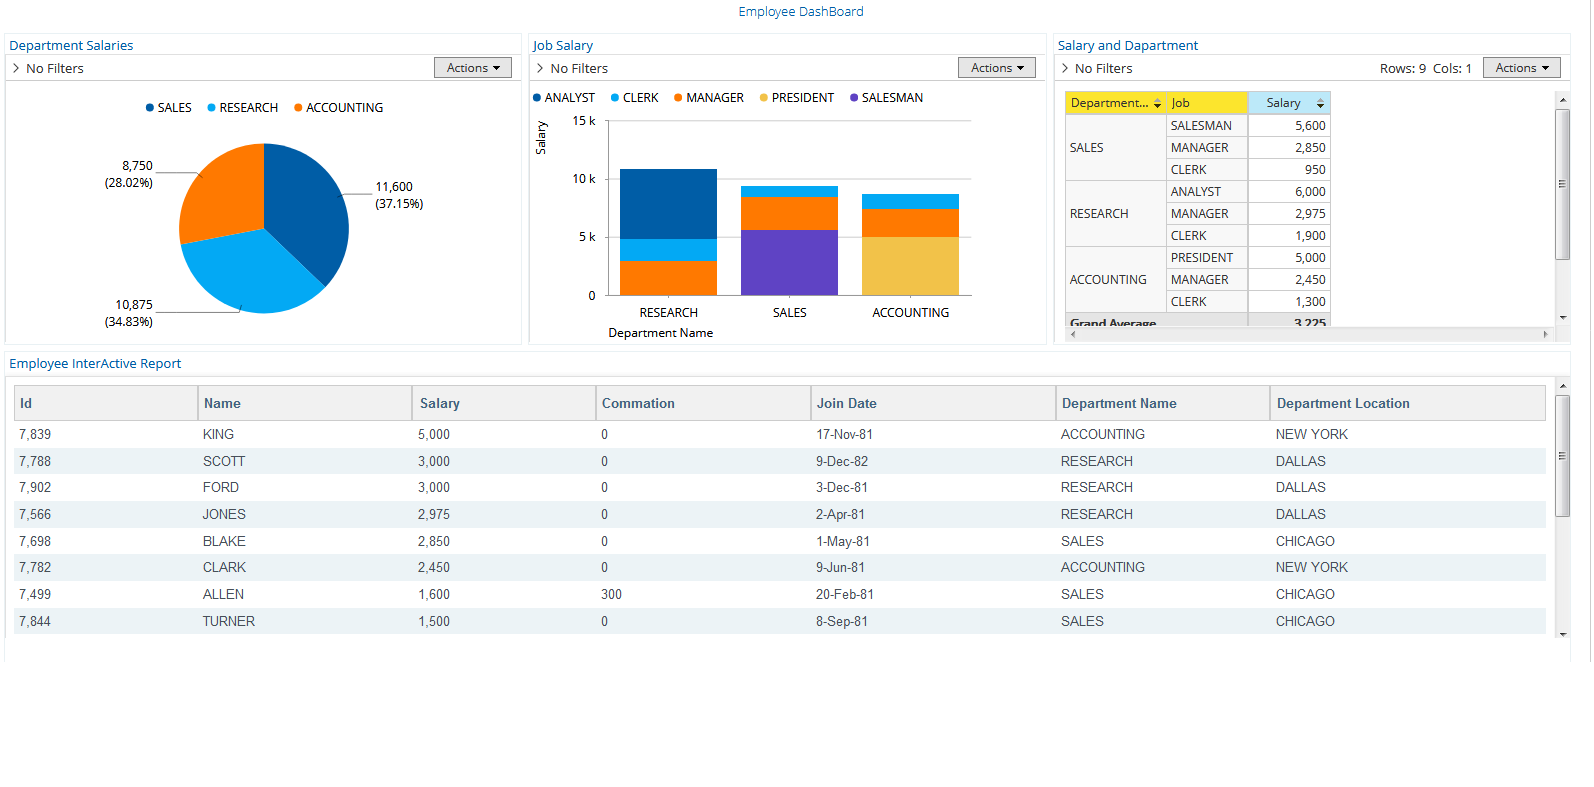 Employee DashBoard
Department Salaries
No Filters
Actions
SALES RESEARCH ACCOUNTING
8,750
(28.02%)
11,600
(37.15%)
10,875
(34.83%)
Job Salary
No Filters
Actions
ANALYST CLERK MANAGER PRESIDENT SALESMAN
Salary
15 k
10 k
5 k
0
RESEARCH SALES ACCOUNTING
Department Name
Salary and Dapartment
No Filters Rows: 9 Cols: 1 Actions
Department... Job Salary
SALES
SALESMAN 5,600
MANAGER 2,850
CLERK 950
RESEARCH
ANALYST 6,000
MANAGER 2,975
CLERK 1,900
ACCOUNTING
PRESIDENT 5,000
MANAGER 2,450
CLERK 1,300
Grand Average 3,225
Employee InterActive Report
Id Name Salary Commation Join Date Department Name Department Location
7,839 KING 5,000 0 17-Nov-81 ACCOUNTING NEW YORK
7,788 SCOTT 3,000 0 9-Dec-82 RESEARCH DALLAS
7,902 FORD 3,000 0 3-Dec-81 RESEARCH DALLAS
7,566 JONES 2,975 0 2-Apr-81 RESEARCH DALLAS
7,698 BLAKE 2,850 0 1-May-81 SALES CHICAGO
7,782 CLARK 2,450 0 9-Jun-81 ACCOUNTING NEW YORK
7,499 ALLEN 1,600 300 20-Feb-81 SALES CHICAGO
7,844 TURNER 1,500 0 8-Sep-81 SALES CHICAGO